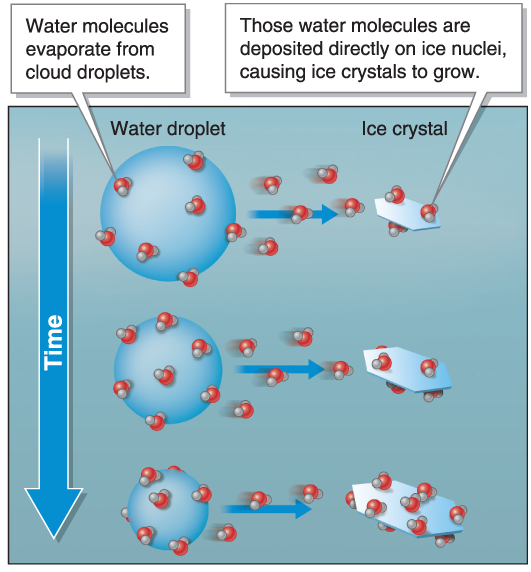 Water molecules
evaporate from
cloud droplets.
Those water molecules are
deposited directly on ice nuclei,
causing ice crystals to grow.
Water droplet
Ice crystal
Time